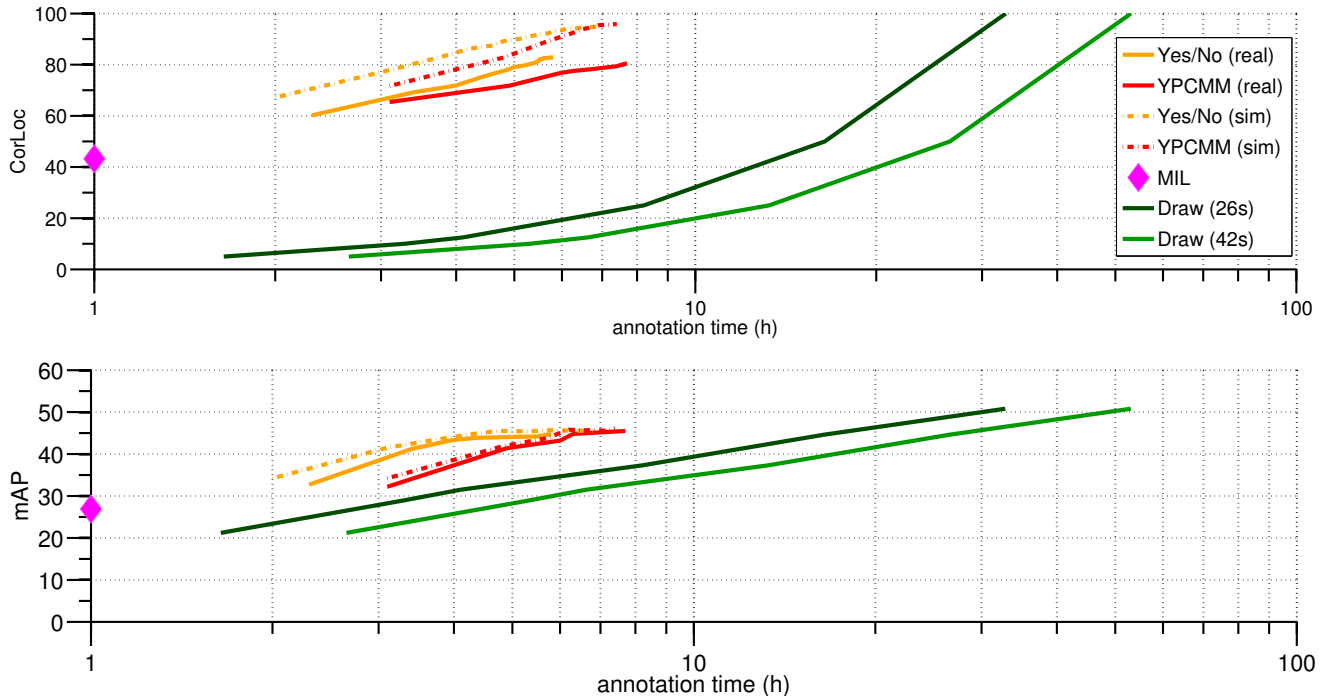 100
80
60
40
20
0
CorLoc
1
10
100
annotation time (h)
Yes/No (real)
YPCMM (real)
Yes/No (sim)
YPCMM (sim)
MIL
Draw (26s)
Draw (42s)
60
50
40
30
20
10
0
mAP
1
10
100
annotation time (h)